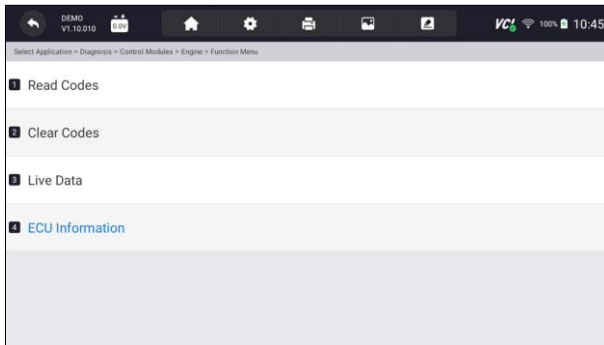 DEMO
V1.10.010
0.0V
VCI 100% 10:45
Select Application > Diagnosis > Control Modules > Engine > Function Menu
1 Read Codes
2 Clear Codes
3 Live Data
4 ECU Information